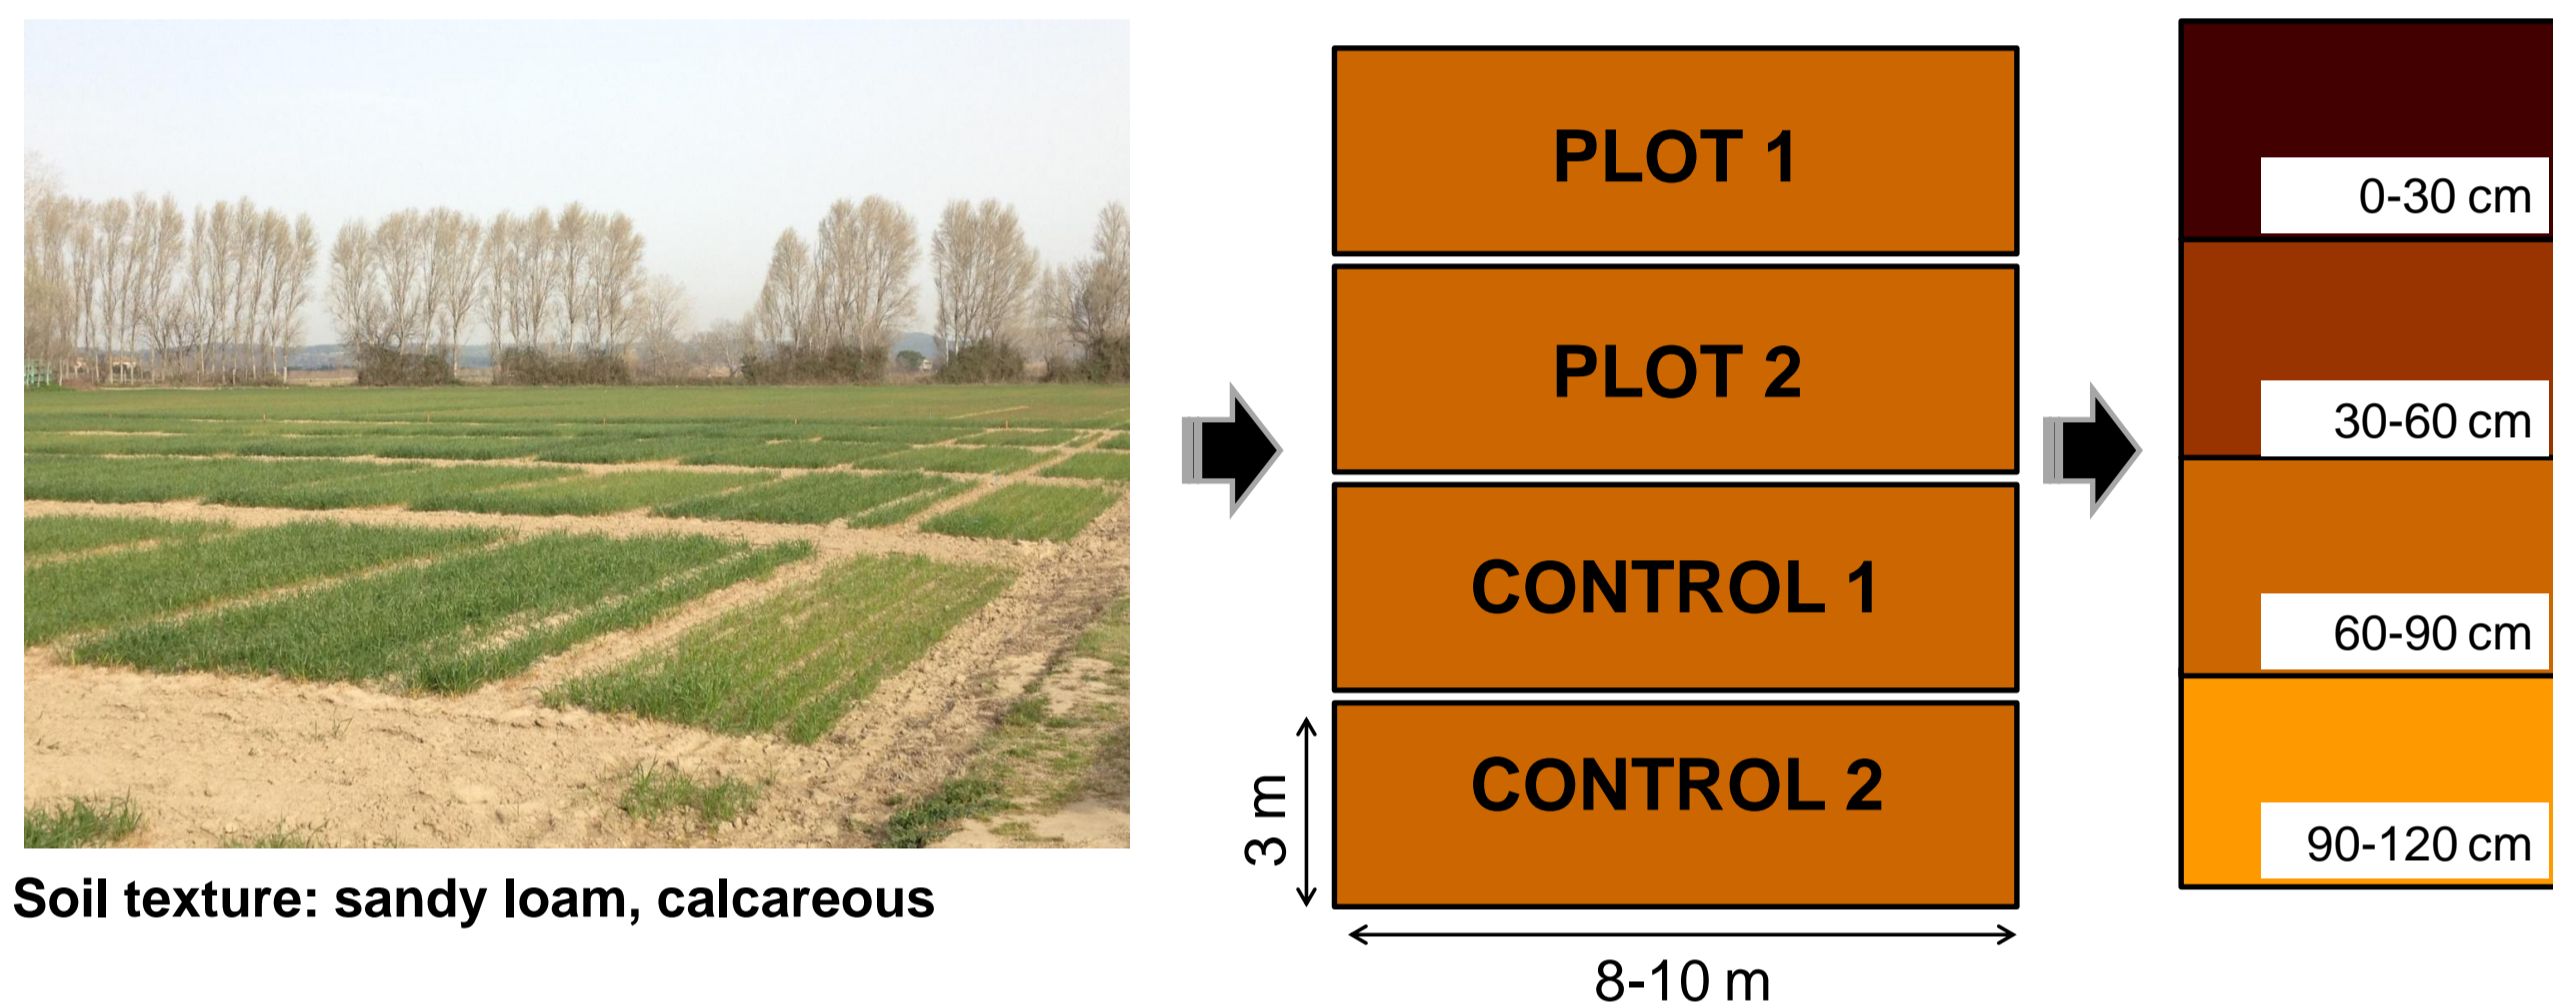 Soil texture: sandy loam, calcareous
PLOT 1
PLOT 2
CONTROL 1
CONTROL 2
3 m
8-10 m
0-30 cm
30-60 cm
60-90 cm
90-120 cm